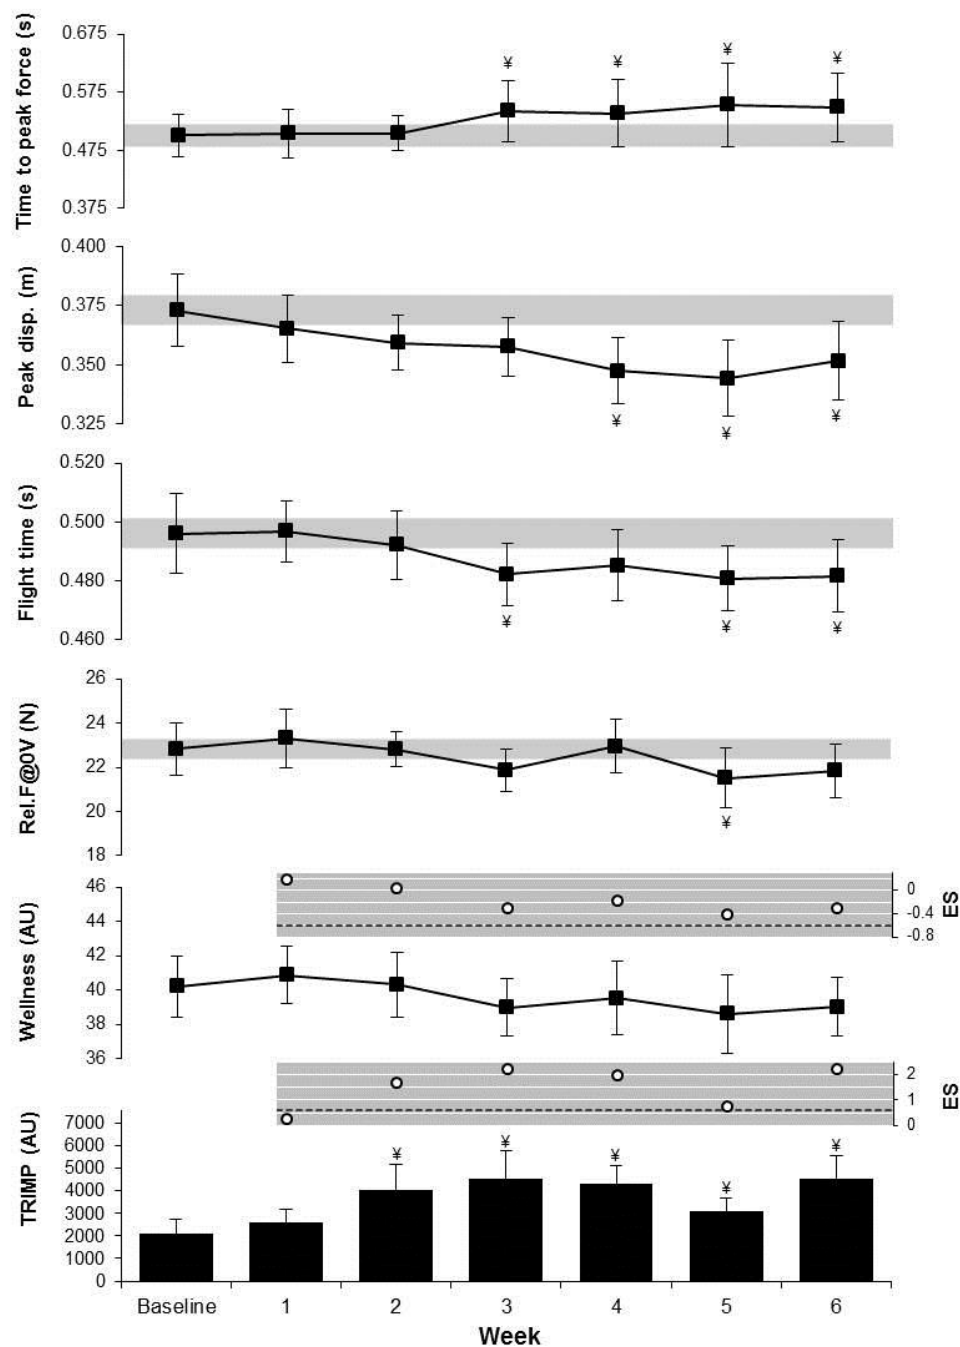 Time to peak force (s)
0.675
0.575
0.475
0.375
¥ ¥ ¥ ¥
Peak disp. (m)
0.400
0.375
0.350
0.325
¥ ¥ ¥
Flight time (s)
0.520
0.500
0.480
0.460
¥ ¥ ¥
Rel.F@0V (N)
26
24
22
20
18
¥
Wellness (AU)
46
44
42
40
38
36
0
-0.4
-0.8
ES
2
1
0
ES
TRIMP (AU)
7000
6000
5000
4000
3000
2000
1000
0
¥ ¥ ¥ ¥ ¥
Baseline 1 2 3 4 5 6
Week